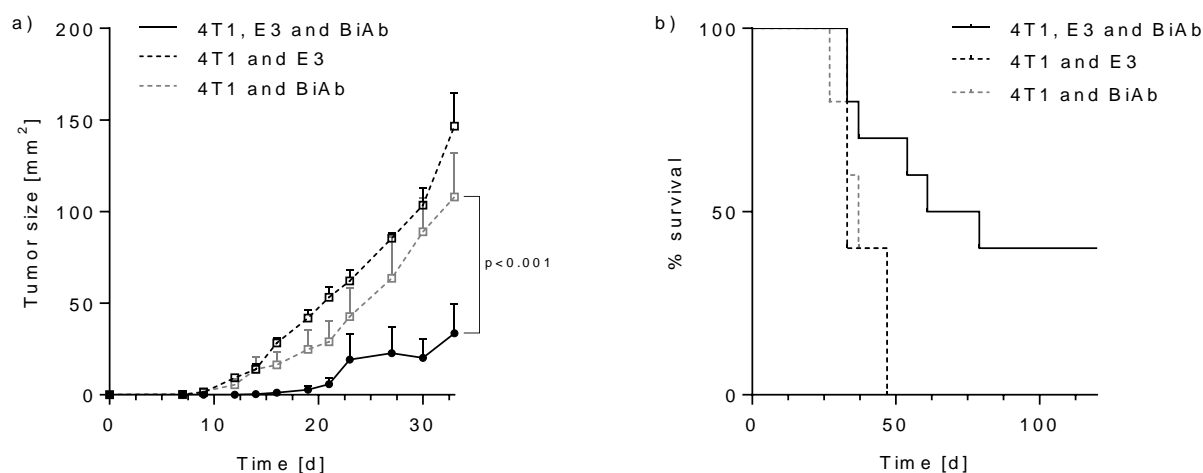 a)
4T1, E3 and BiAb
4T1 and E3
4T1 and BiAb
Tumor size [mm²]
200
150
100
50
0
p<0.001
0 10 20 30
Time [d]
b)
4T1, E3 and BiAb
4T1 and E3
4T1 and BiAb
% survival
100
50
0
0 50 100
Time [d]